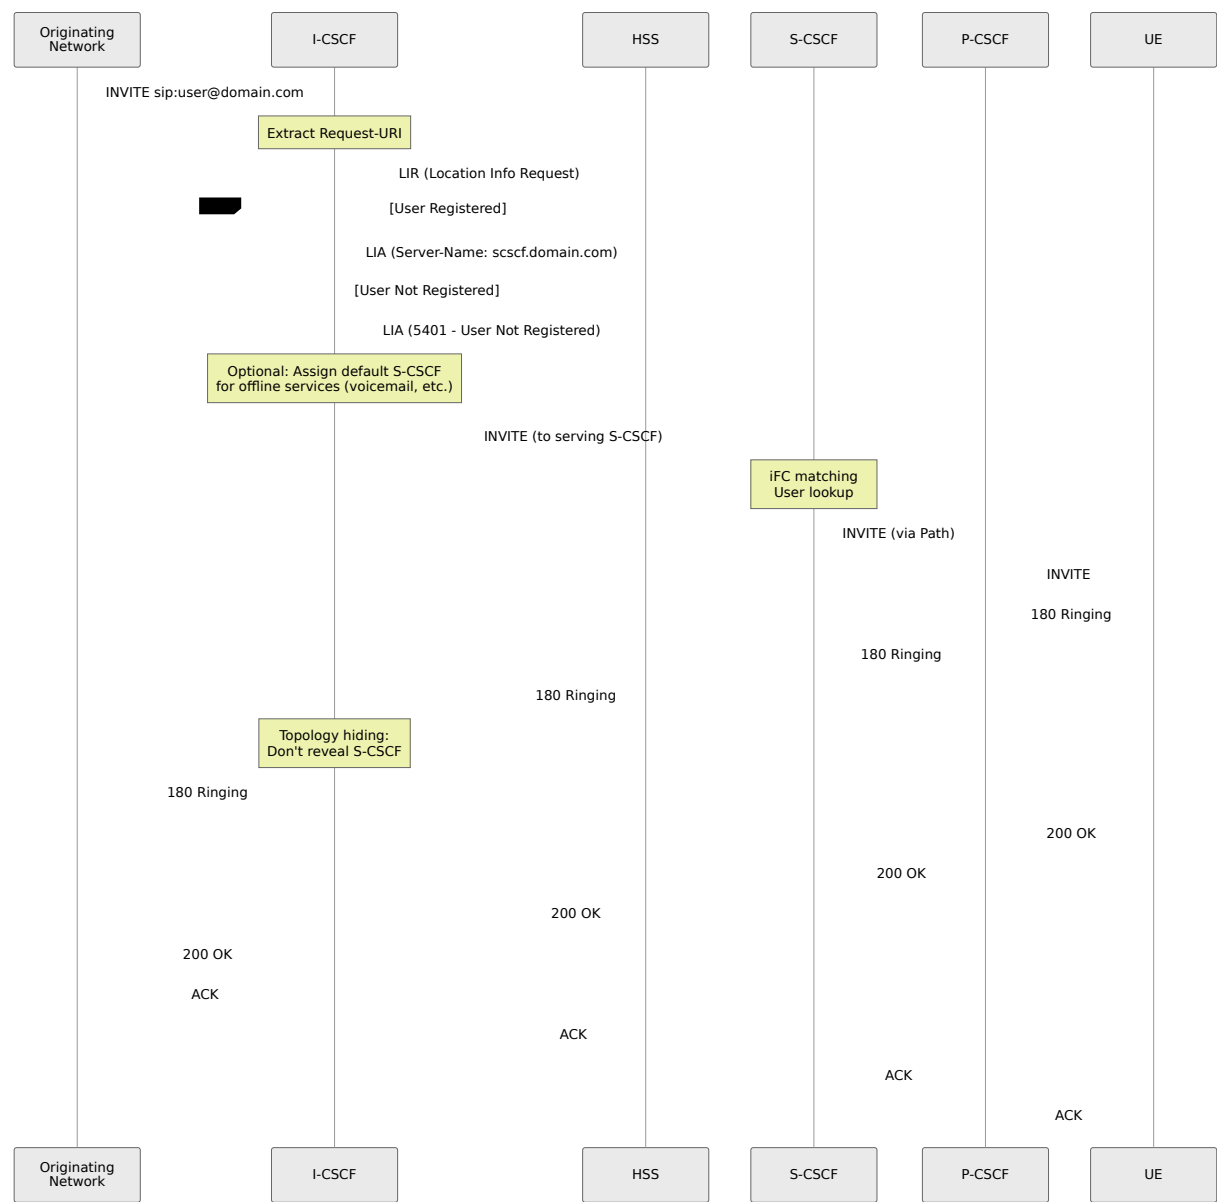 Originating
Network
I-CSCF
HSS
S-CSCF
P-CSCF
UE
INVITE sip:user@domain.com
Extract Request-URI
LIR (Location Info Request)
[User Registered]
LIA (Server-Name: scscf.domain.com)
[User Not Registered]
LIA (5401 - User Not Registered)
Optional: Assign default S-CSCF
for offline services (voicemail, etc.)
INVITE (to serving S-CSCF)
iFC matching
User lookup
INVITE (via Path)
INVITE
180 Ringing
180 Ringing
180 Ringing
Topology hiding:
Don't reveal S-CSCF
180 Ringing
200 OK
200 OK
200 OK
200 OK
ACK
ACK
ACK
ACK
Originating
Network
I-CSCF
HSS
S-CSCF
P-CSCF
UE